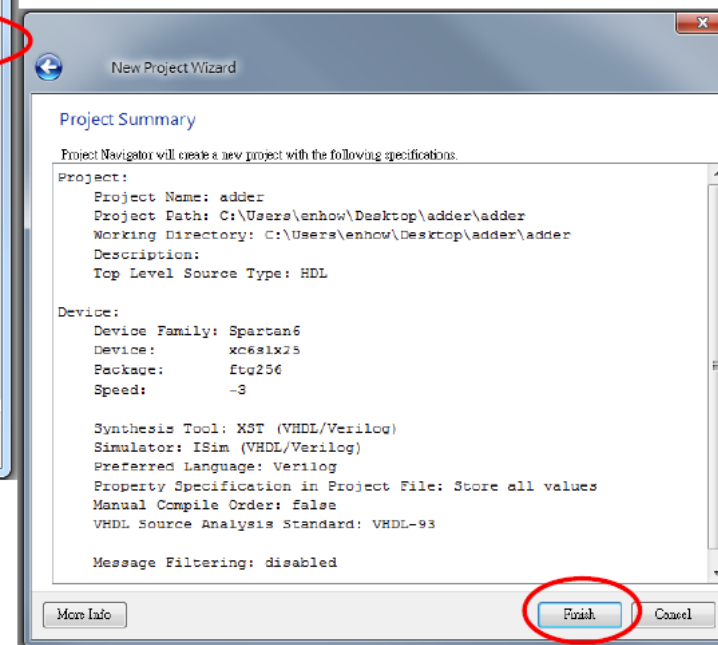 New Project Wizard
Project Summary
Project Navigator will create a new project with the following specifications.
Project:
Project Name: adder
Project Path: C:\Users\enhow\Desktop\adder\adder
Working Directory: C:\Users\enhow\Desktop\adder\adder
Description:
Top Level Source Type: HDL
Device:
Device Family: Spartan6
Device: xc6slx25
Package: ftg256
Speed: -3
Synthesis Tool: XST (VHDL/Verilog)
Simulator: ISim (VHDL/Verilog)
Preferred Language: Verilog
Property Specification in Project File: Store all values
Manual Compile Order: false
VHDL Source Analysis Standard: VHDL-93
Message Filtering: disabled
More Info
Finish
Cancel